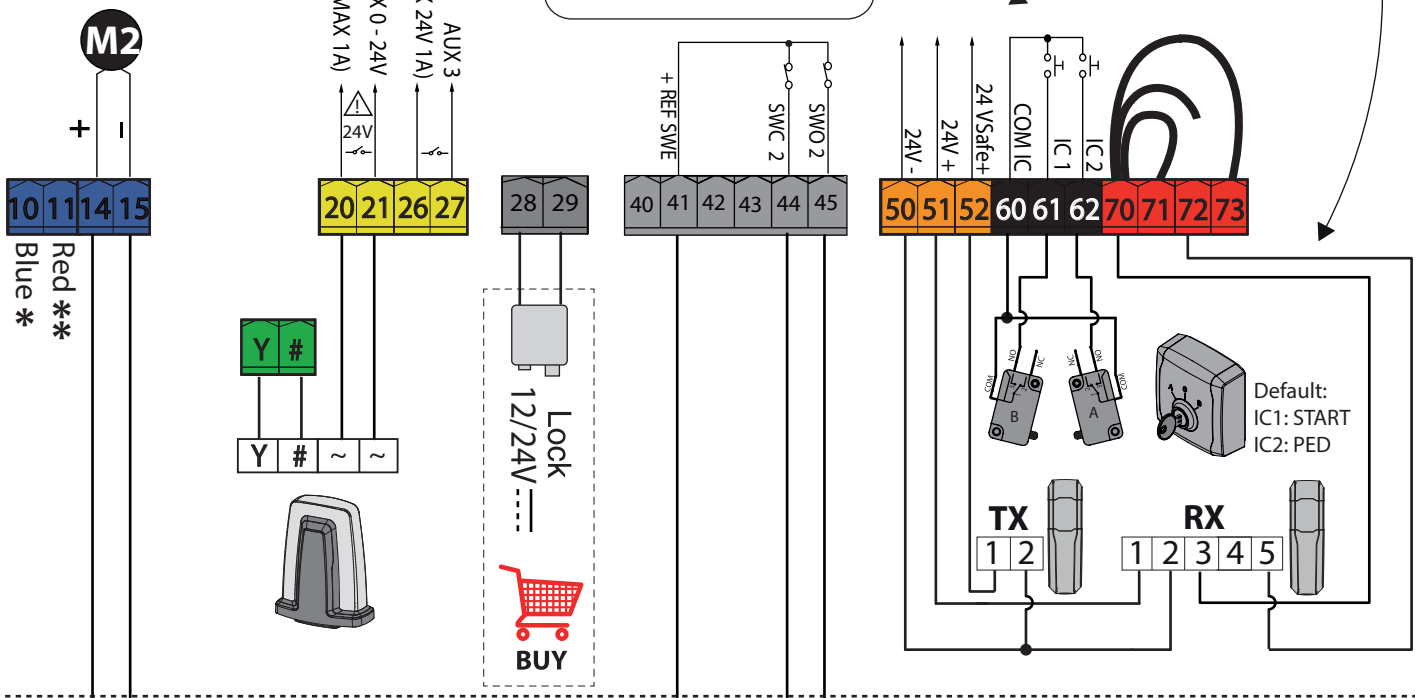 M2
+ -
MAX 1A)
X 0 - 24V
X 24V 1A)
AUX 3
24V
+ REF SWE
SWC 2
SWO 2
24V -
24V +
24 VSafe+
COM IC
IC 1
IC 2
10 11 14 15
20 21 26 27
28 29
40 41 42 43 44 45
50 51 52 60 61 62 70 71 72 73
Blue *
Red **
Y #
Y # ~ ~
Lock
12/24V
BUY
COM NO NC
B
NC NO COM
A
A 0 B
Default:
IC1: START
IC2: PED
TX
1 2
RX
1 2 3 4 5